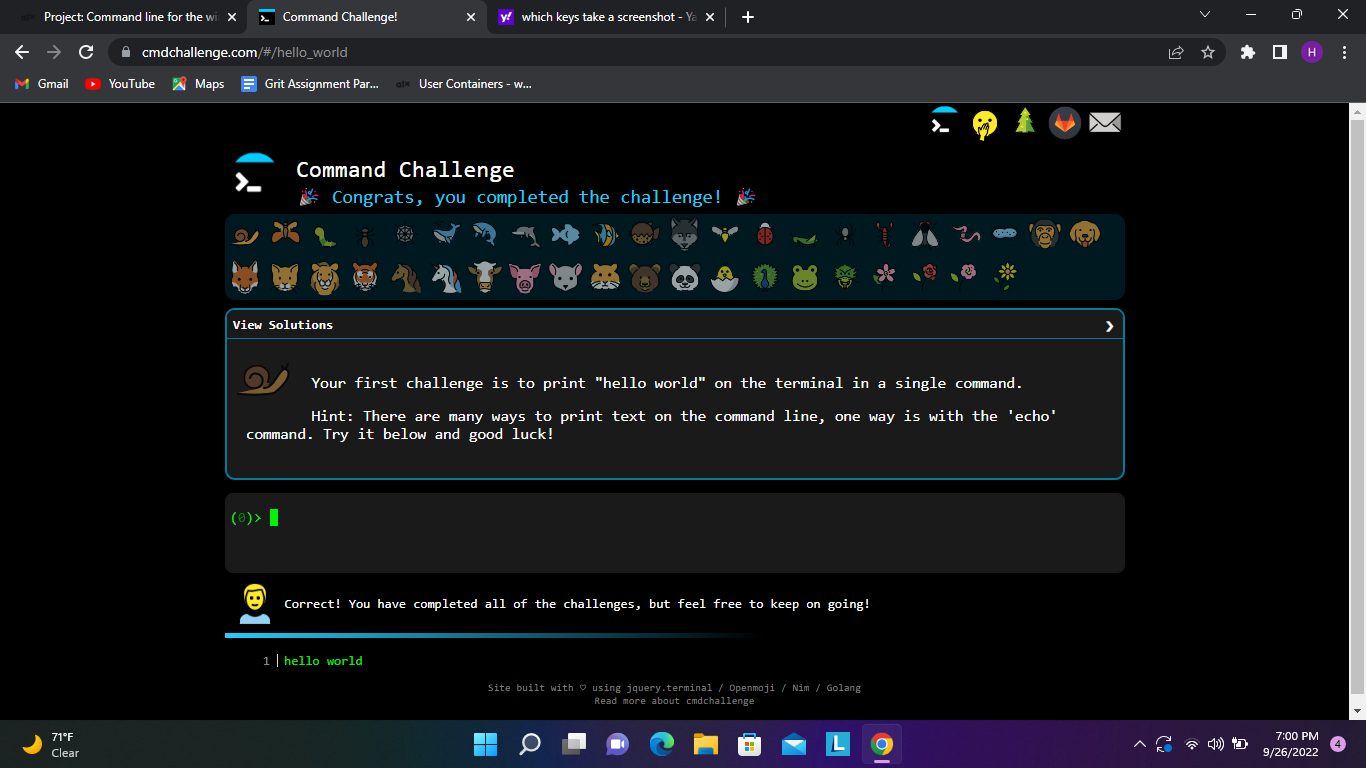 Project: Command line for the wi
Command Challenge!
which keys take a screenshot - Ya
cmdchallenge.com/#/hello_world
H
Gmail
YouTube
Maps
Grit Assignment Par...
User Containers - w...
Command Challenge
Congrats, you completed the challenge!
View Solutions
Your first challenge is to print "hello world" on the terminal in a single command.
Hint: There are many ways to print text on the command line, one way is with the 'echo'
command. Try it below and good luck!
(0)>
Correct! You have completed all of the challenges, but feel free to keep on going!
1 hello world
Site built with ♡ using jquery.terminal / Openmoji / Nim / Golang
Read more about cmdchallenge
71°F
Clear
L
7:00 PM
9/26/2022
4